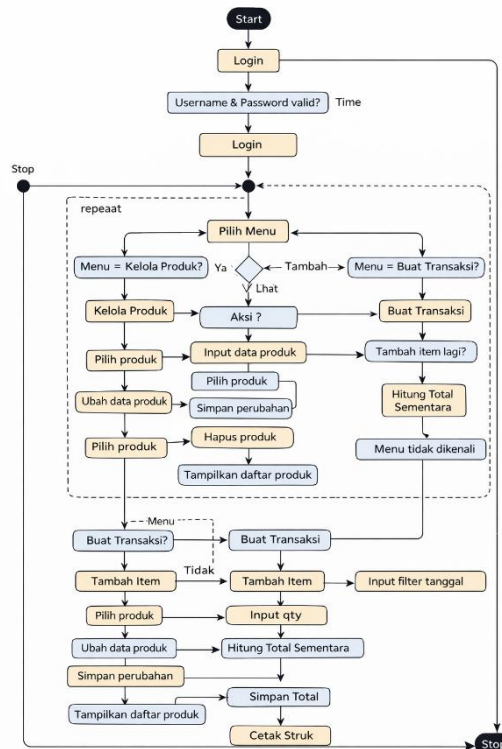 Start
Login
Username & Password valid?
Time
Login
Stop
repeaat
Pilih Menu
Menu = Kelola Produk?
Ya
Tambah
Menu = Buat Transaksi?
Lhat
Kelola Produk
Aksi ?
Buat Transaksi
Pilih produk
Input data produk
Tambah item lagi?
Pilih produk
Ubah data produk
Simpan perubahan
Hitung Total
Sementara
Pilih produk
Hapus produk
Menu tidak dikenali
Tampilkan daftar produk
Menu
Buat Transaksi?
Buat Transaksi
Tidak
Tambah Item
Tambah Item
Input filter tanggal
Pilih produk
Input qty
Ubah data produk
Hitung Total Sementara
Simpan perubahan
Simpan Total
Tampilkan daftar produk
Cetak Struk
Stop